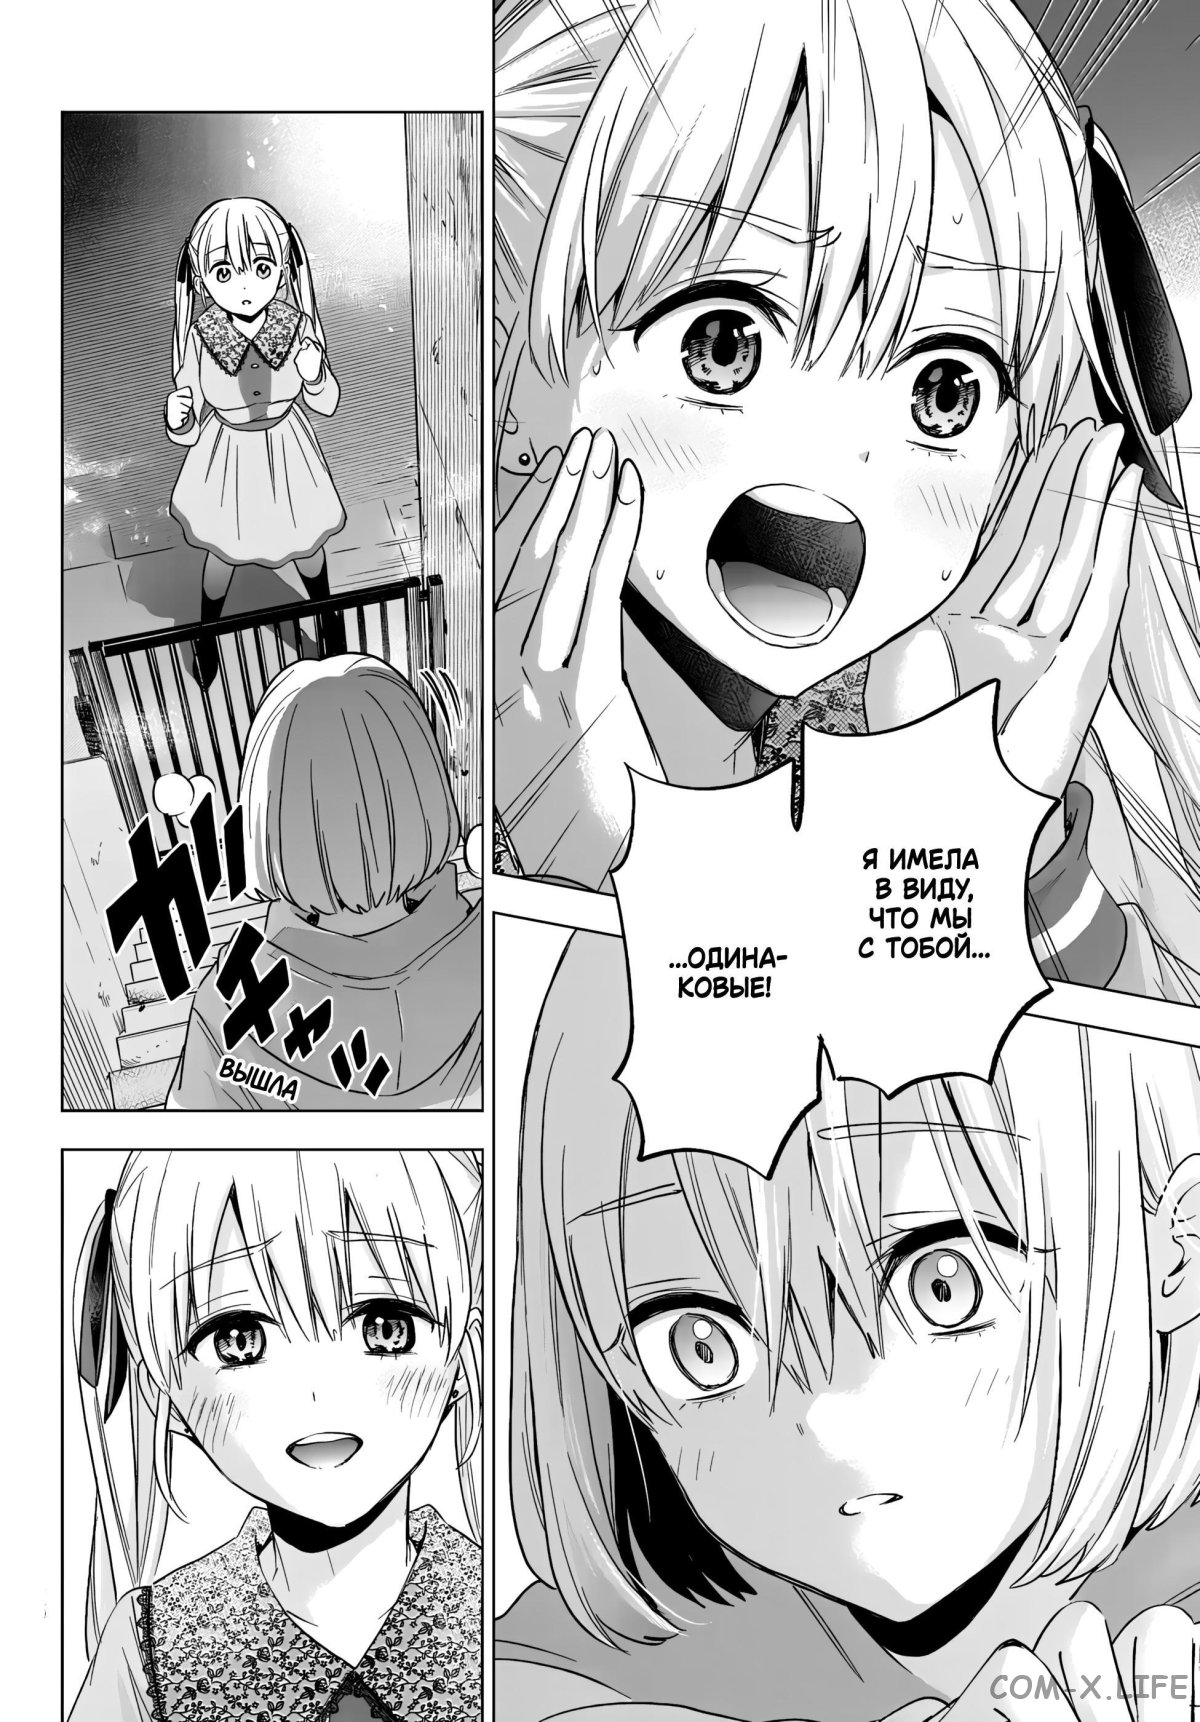 Я ИМЕЛА
В ВИДУ,
ЧТО МЫ
С ТОБОЙ...
...ОДИНА-
КОВЫЕ!
ガチャッ
ВЫШЛА
COM-X.LIFE